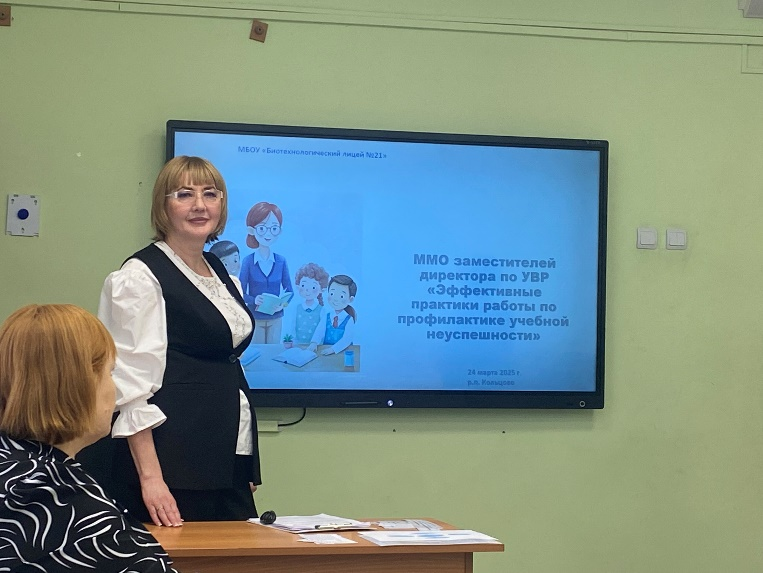 МБОУ «Биотехнологический лицей №21»
ММО заместителей
директора по УВР
«Эффективные
практики работы по
профилактике учебной
неуспешности»
24 марта 2025 г.
р.п. Кольцово